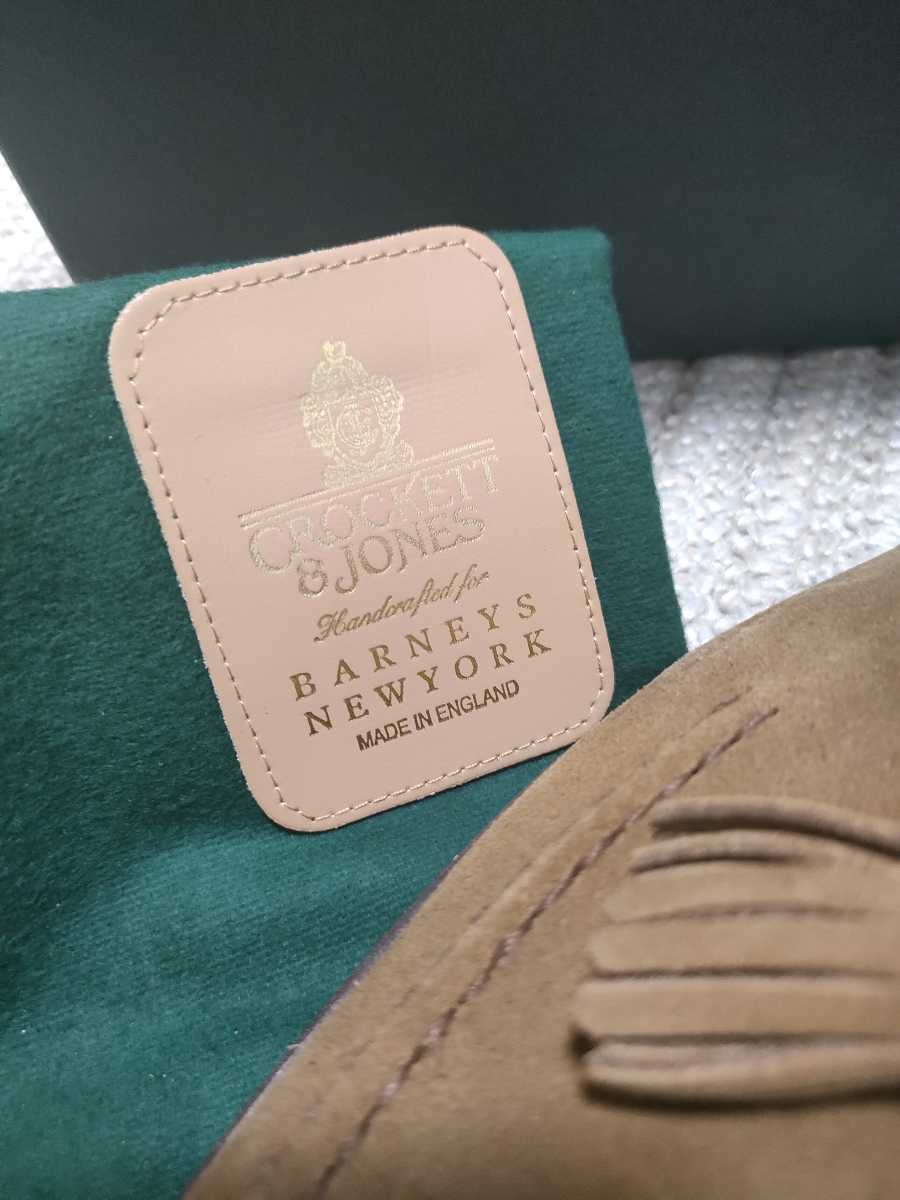 CROCKETT
& JONES
Handcrafted for
BARNEYS
NEWYORK
MADE IN ENGLAND